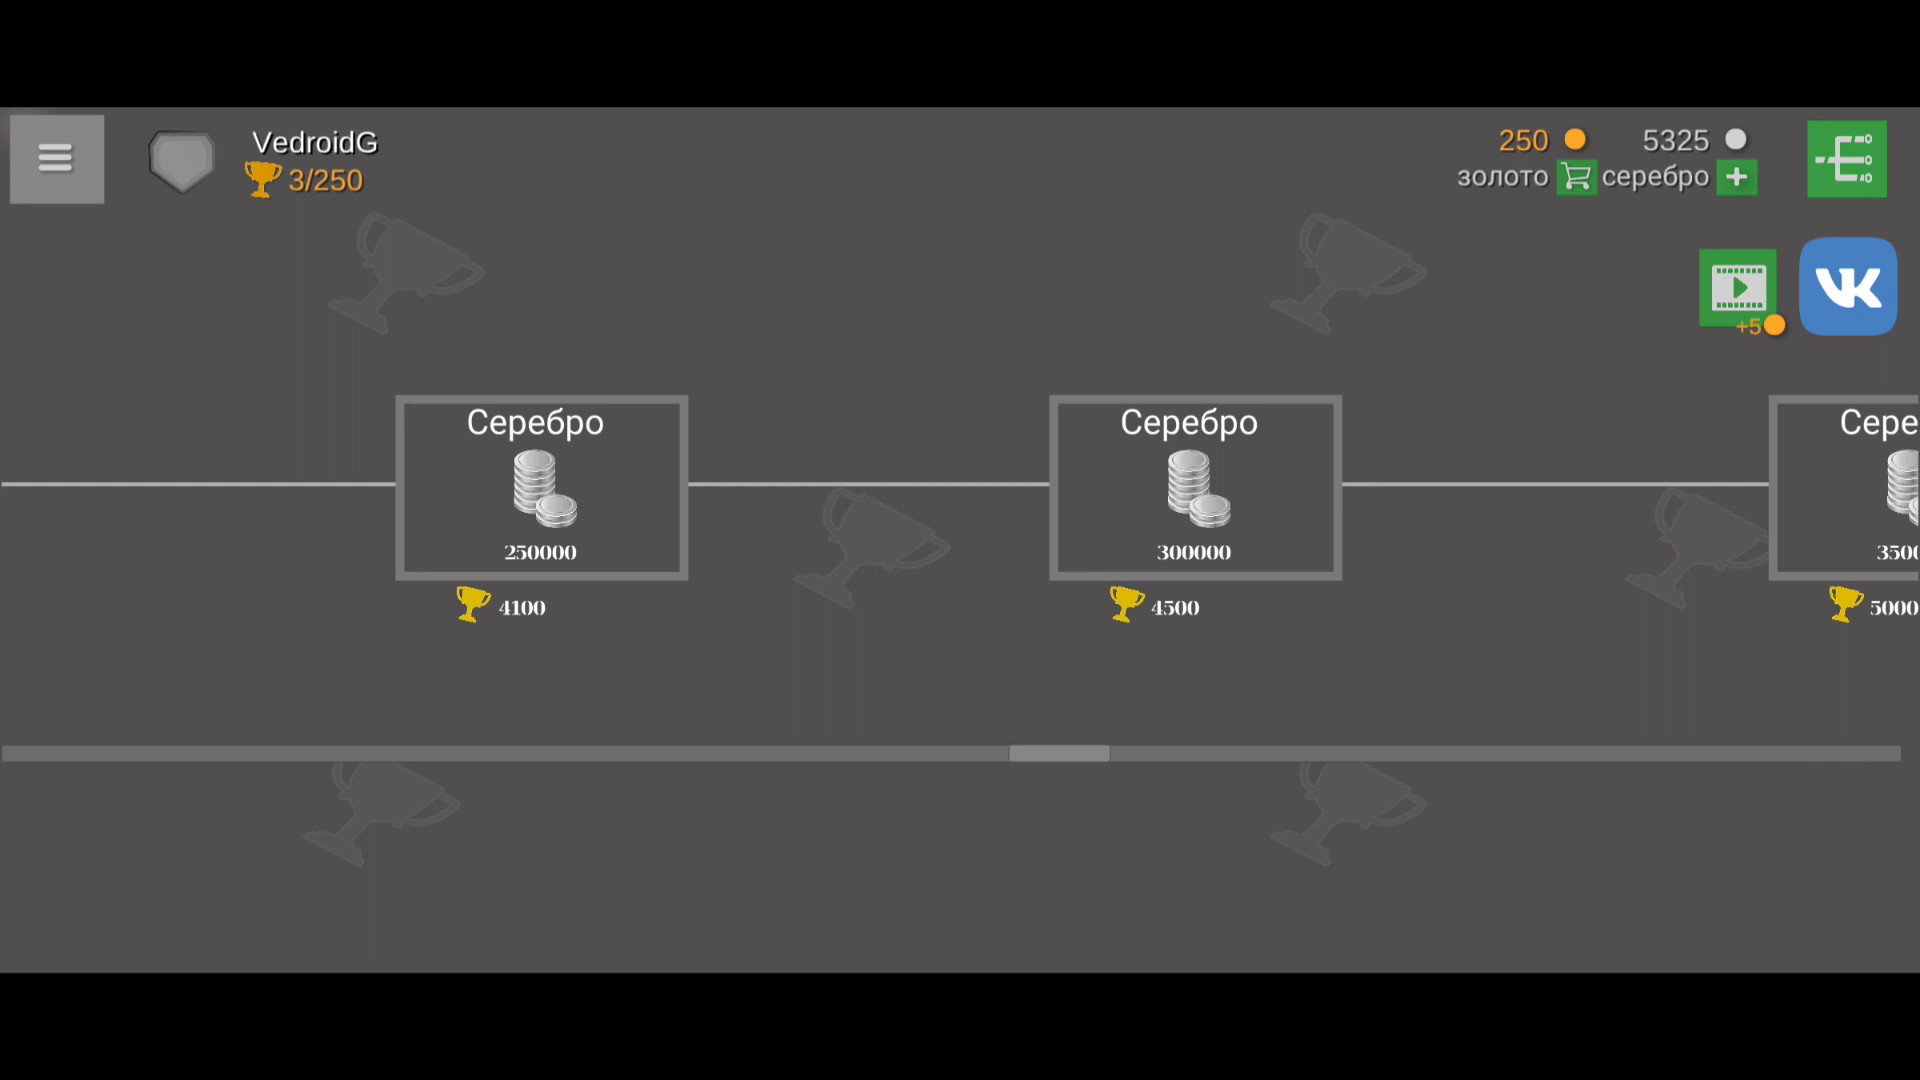 VedroidG
3/250
250 5325
золото серебро
+5
Серебро
250000
4100
Серебро
300000
4500
5000